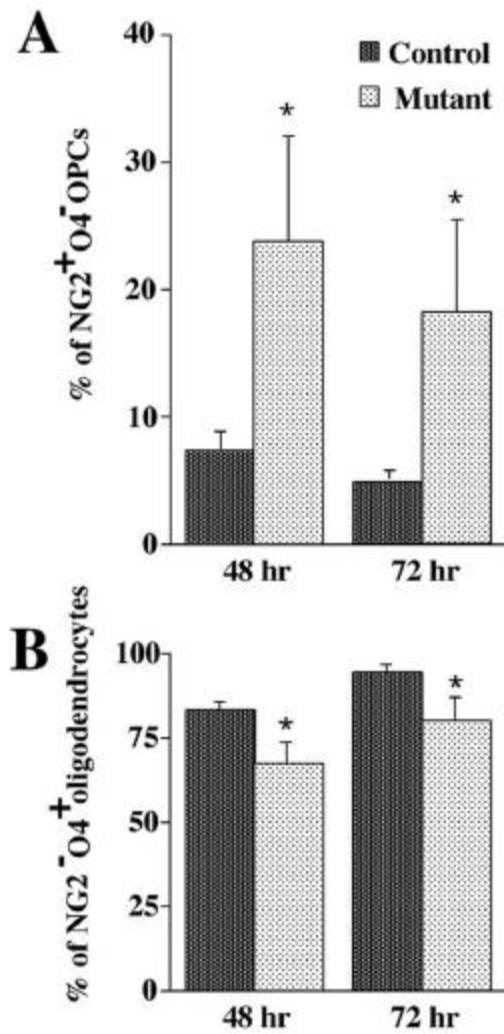 A
Control
Mutant
% of NG2+O4-OPCs
40
30
20
10
0
*
*
48 hr
72 hr
B
% of NG2-O4+oligodendrocytes
100
75
50
25
0
*
*
48 hr
72 hr